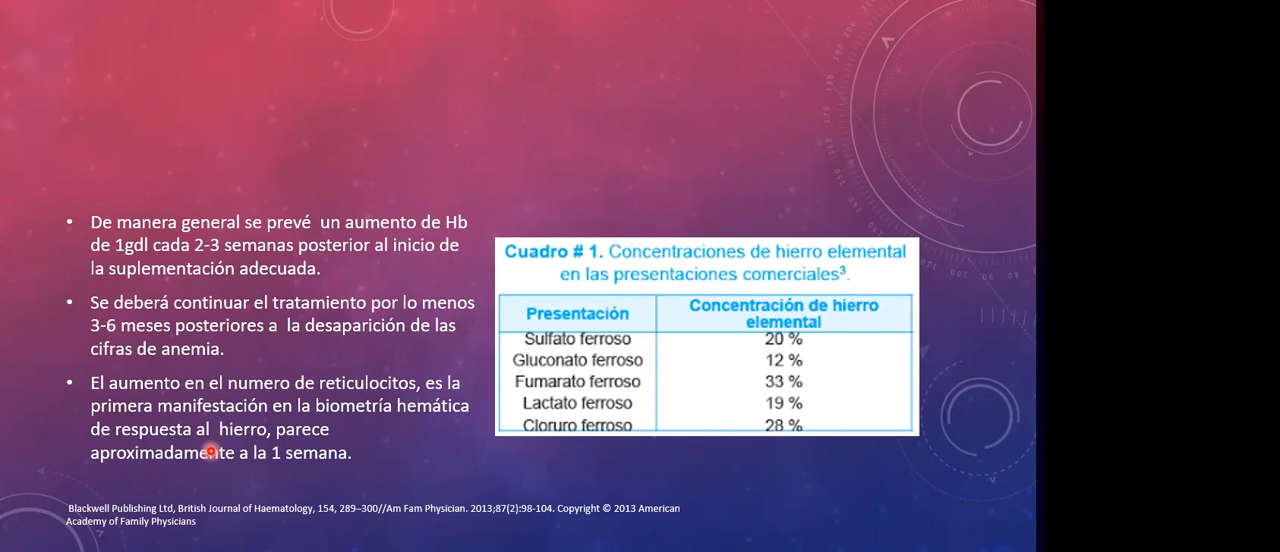 • De manera general se prevé  un aumento de Hb
de 1gdl cada 2-3 semanas posterior al inicio de
la suplementación adecuada.
• Se deberá continuar el tratamiento por lo menos
3-6 meses posteriores a  la desaparición de las
cifras de anemia.
• El aumento en el numero de reticulocitos, es la
primera manifestación en la biometría hemática
de respuesta al  hierro, parece
aproximadamente a la 1 semana.
Cuadro # 1. Concentraciones de hierro elemental
en las presentaciones comerciales³.
Presentación Concentración de hierro
elemental
Sulfato ferroso 20 %
Gluconato ferroso 12 %
Fumarato ferroso 33 %
Lactato ferroso 19 %
Cloruro ferroso 28 %
Blackwell Publishing Ltd, British Journal of Haematology, 154, 289–300//Am Fam Physician. 2013;87(2):98-104. Copyright © 2013 American
Academy of Family Physicians